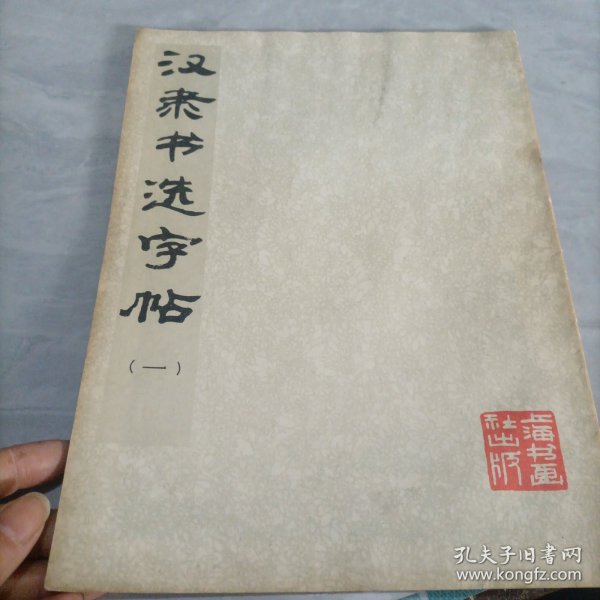 汉隶书选字帖
（一）
上海书画
社出版
孔夫子旧书网
www.kongfz.com